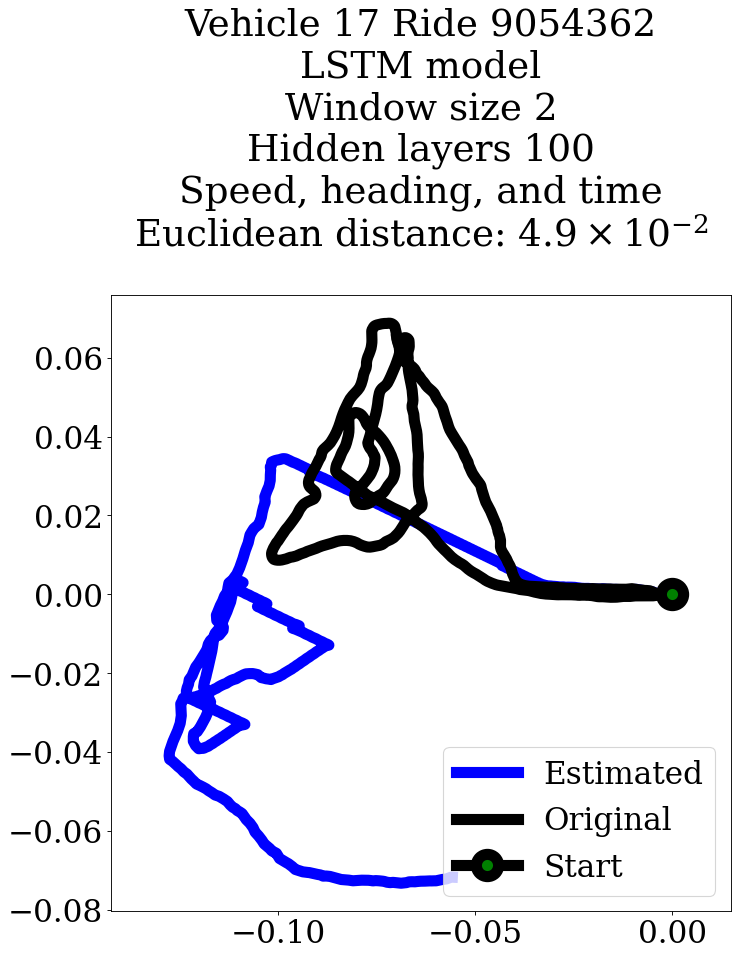 Vehicle 17 Ride 9054362
LSTM model
Window size 2
Hidden layers 100
Speed, heading, and time
Euclidean distance: 4.9 × 10⁻²
0.06
0.04
0.02
0.00
−0.02
−0.04
−0.06
−0.08
Estimated
Original
Start
−0.10 −0.05 0.00